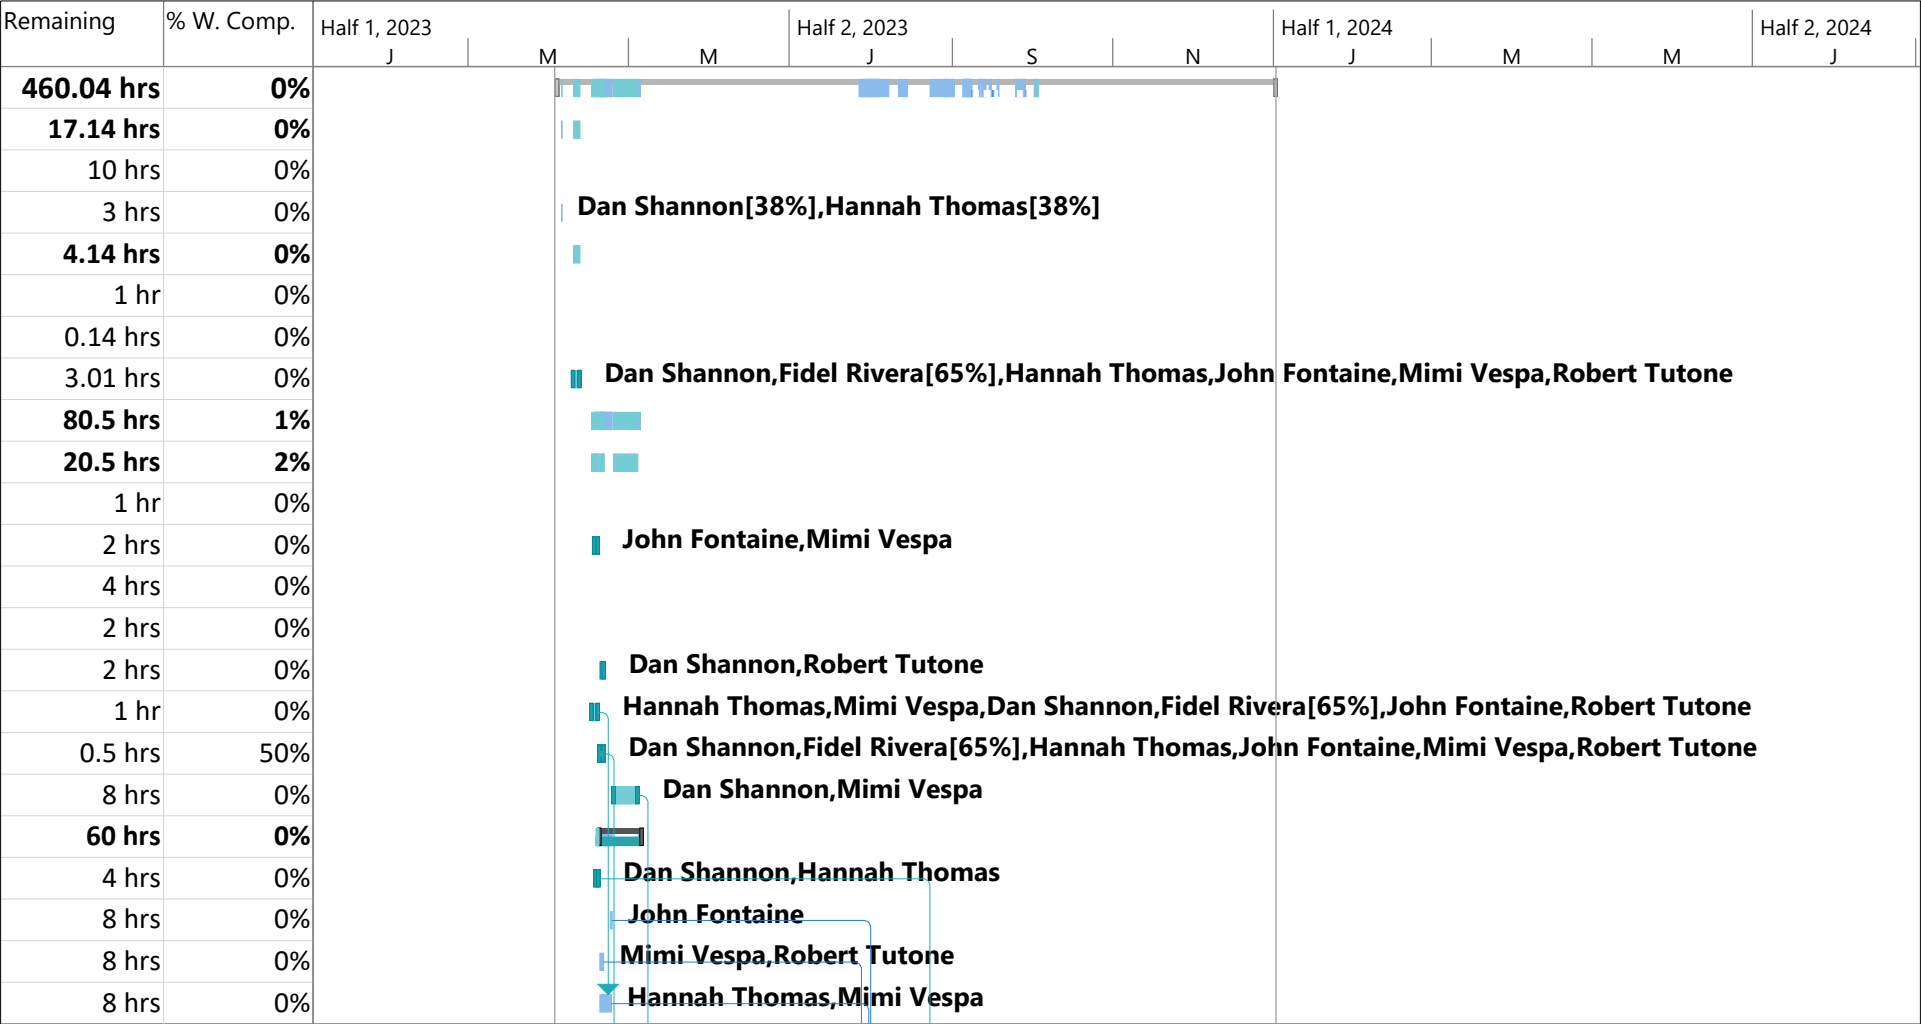 Remaining % W. Comp. Half 1, 2023 Half 2, 2023 Half 1, 2024 Half 2, 2024
J M M J S N J M M J
460.04 hrs 0%
17.14 hrs 0%
10 hrs 0%
3 hrs 0% Dan Shannon[38%],Hannah Thomas[38%]
4.14 hrs 0%
1 hr 0%
0.14 hrs 0%
3.01 hrs 0% Dan Shannon,Fidel Rivera[65%],Hannah Thomas,John Fontaine,Mimi Vespa,Robert Tutone
80.5 hrs 1%
20.5 hrs 2%
1 hr 0%
2 hrs 0% John Fontaine,Mimi Vespa
4 hrs 0%
2 hrs 0%
2 hrs 0% Dan Shannon,Robert Tutone
1 hr 0% Hannah Thomas,Mimi Vespa,Dan Shannon,Fidel Rivera[65%],John Fontaine,Robert Tutone
0.5 hrs 50% Dan Shannon,Fidel Rivera[65%],Hannah Thomas,John Fontaine,Mimi Vespa,Robert Tutone
8 hrs 0% Dan Shannon,Mimi Vespa
60 hrs 0%
4 hrs 0% Dan Shannon,Hannah Thomas
8 hrs 0% John Fontaine
8 hrs 0% Mimi Vespa,Robert Tutone
8 hrs 0% Hannah Thomas,Mimi Vespa